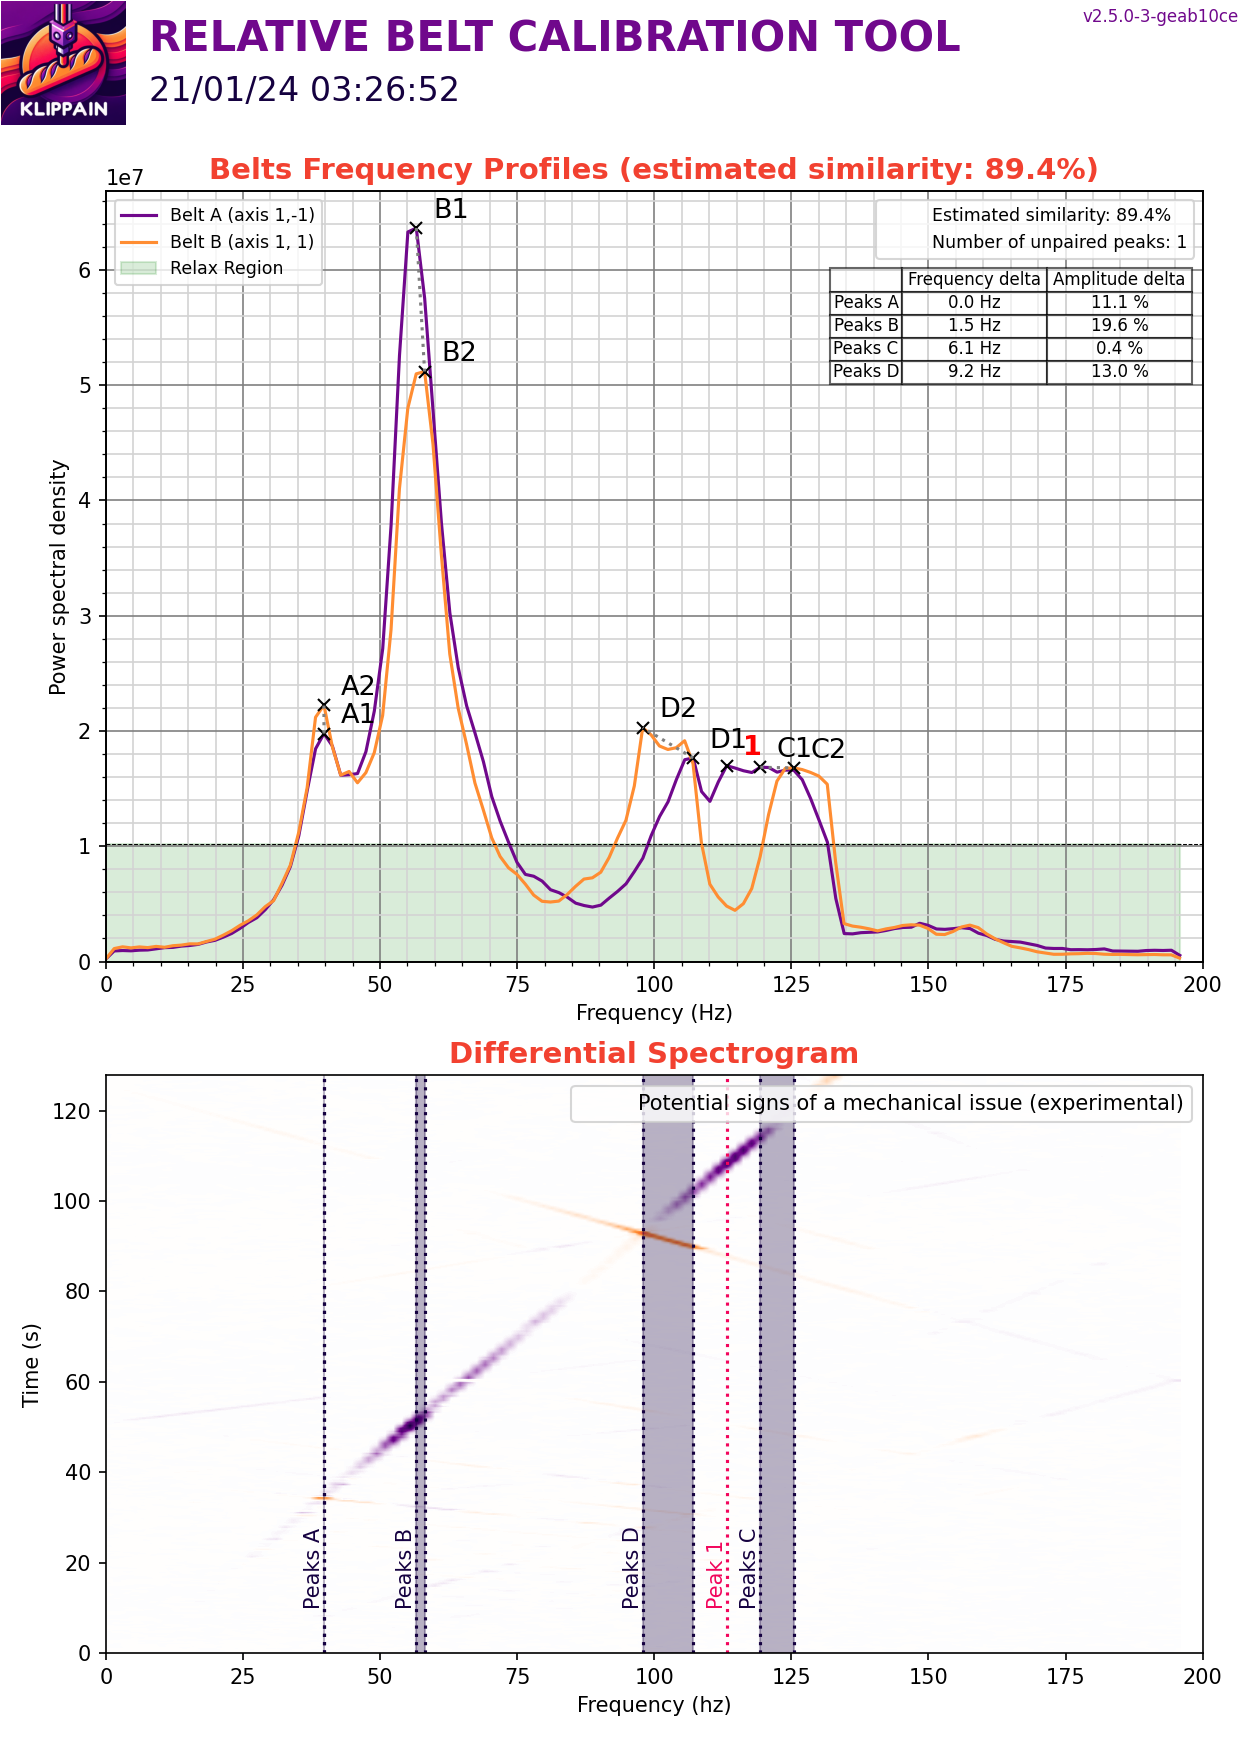 v2.5.0-3-geab10ce
RELATIVE BELT CALIBRATION TOOL
21/01/24 03:26:52
KLIPPAIN
Belts Frequency Profiles (estimated similarity: 89.4%)
1e7
Belt A (axis 1,-1)
Belt B (axis 1, 1)
Relax Region
Estimated similarity: 89.4%
Number of unpaired peaks: 1
Frequency delta Amplitude delta
Peaks A 0.0 Hz 11.1 %
Peaks B 1.5 Hz 19.6 %
Peaks C 6.1 Hz 0.4 %
Peaks D 9.2 Hz 13.0 %
B1
B2
A2
A1
D2
D1
1
C1
C2
Power spectral density
6
5
4
3
2
1
0
0 25 50 75 100 125 150 175 200
Frequency (Hz)
Differential Spectrogram
Potential signs of a mechanical issue (experimental)
Time (s)
120
100
80
60
40
20
0
Peaks A
Peaks B
Peaks D
Peak 1
Peaks C
0 25 50 75 100 125 150 175 200
Frequency (hz)